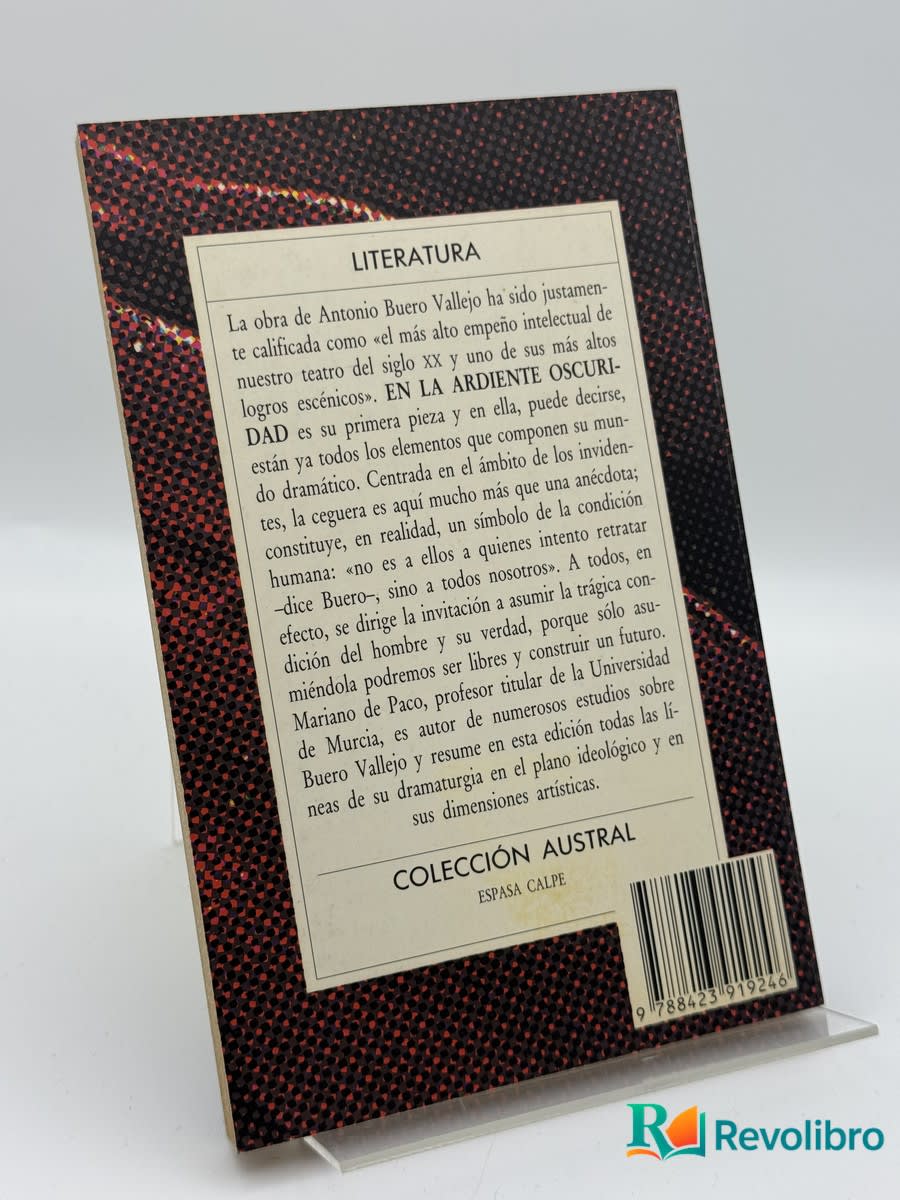 LITERATURA
La obra de Antonio Buero Vallejo ha sido justamen-
te calificada como «el más alto empeño intelectual de
nuestro teatro del siglo XX y uno de sus más altos
logros escénicos». EN LA ARDIENTE OSCURI-
DAD es su primera pieza y en ella, puede decirse,
están ya todos los elementos que componen su mun-
do dramático. Centrada en el ámbito de los inviden-
tes, la ceguera es aquí mucho más que una anécdota;
constituye, en realidad, un símbolo de la condición
humana: «no es a ellos a quienes intento retratar
–dice Buero–, sino a todos nosotros». A todos, en
efecto, se dirige la invitación a asumir la trágica con-
dición del hombre y su verdad, porque sólo asu-
miéndola podremos ser libres y construir un futuro.
Mariano de Paco, profesor titular de la Universidad
de Murcia, es autor de numerosos estudios sobre
Buero Vallejo y resume en esta edición todas las lí-
neas de su dramaturgia en el plano ideológico y en
sus dimensiones artísticas.
COLECCIÓN AUSTRAL
ESPASA CALPE
9 788423 919246
Revolibro